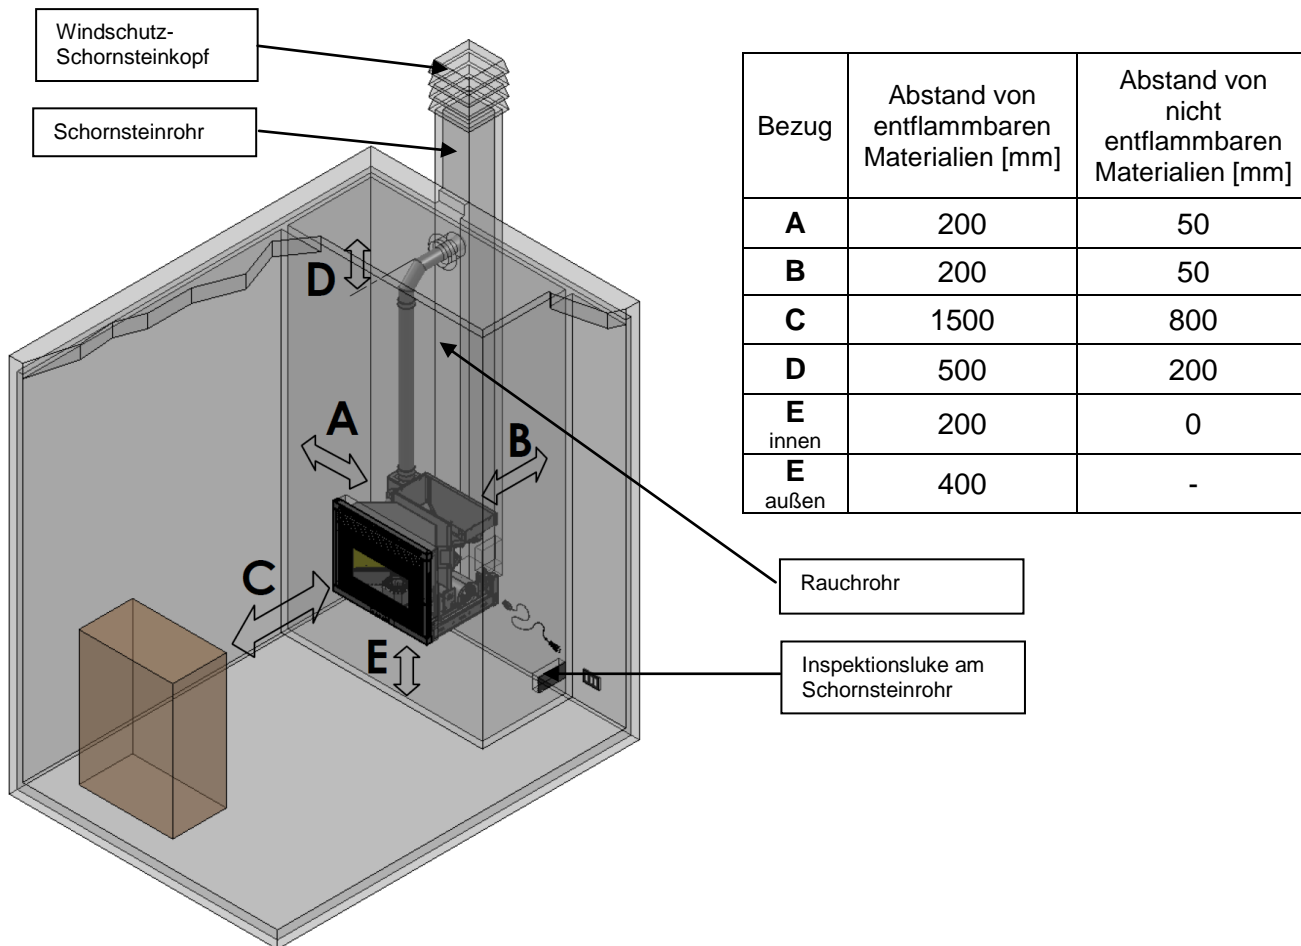 Windschutz-
Schornsteinkopf
Schornsteinrohr
D
A
B
C
E
Bezug
Abstand von
entflammbaren
Materialien [mm]
Abstand von
nicht
entflammbaren
Materialien [mm]
A 200 50
B 200 50
C 1500 800
D 500 200
E
innen 200 0
E
außen 400 -
Rauchrohr
Inspektionsluke am
Schornsteinrohr